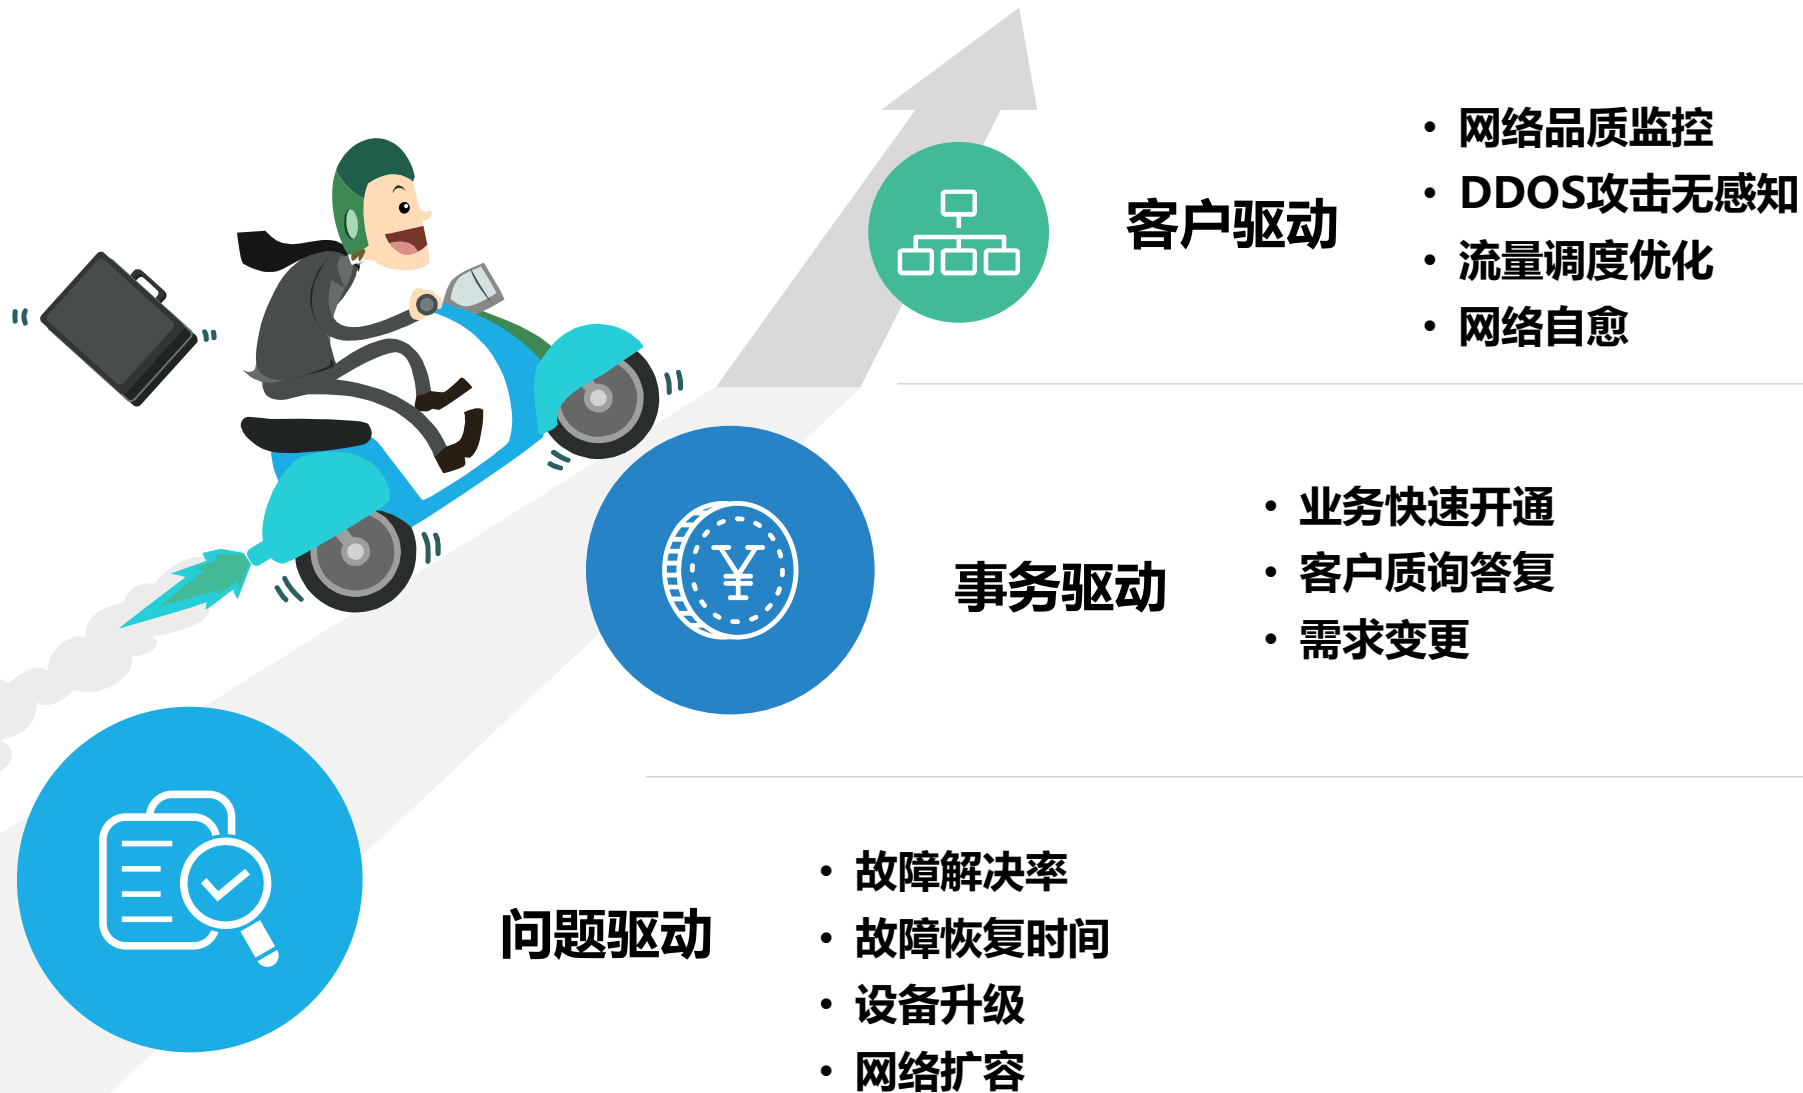 客户驱动
• 网络品质监控
• DDOS攻击无感知
• 流量调度优化
• 网络自愈
事务驱动
• 业务快速开通
• 客户质询答复
• 需求变更
问题驱动
• 故障解决率
• 故障恢复时间
• 设备升级
• 网络扩容
¥